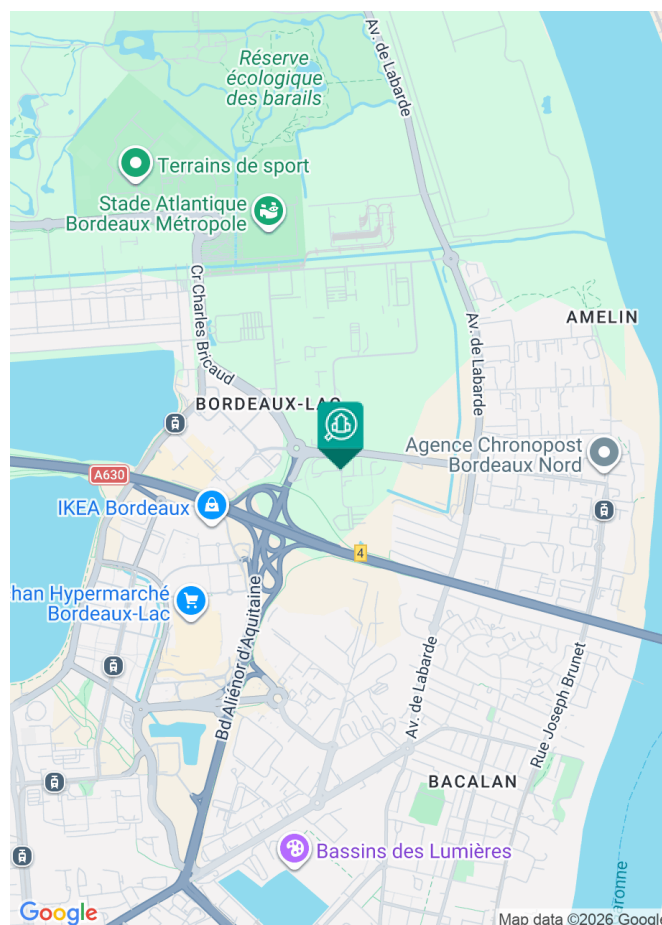 Réserve
écologique
des barails
Av. de Labarde
Terrains de sport
Stade Atlantique
Bordeaux Métropole
Cr Charles Bricaud
AMELIN
Av. de Labarde
BORDEAUX-LAC
Agence Chronopost
Bordeaux Nord
A630
IKEA Bordeaux
4
han Hypermarché
Bordeaux-Lac
Bd Aliénor d'Aquitaine
Av. de Labarde
Rue Joseph Brunet
BACALAN
Bassins des Lumières
aronne
Google
Map data ©2026 Google